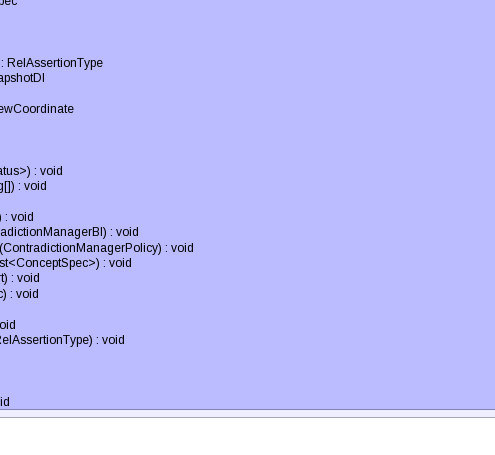 pec
: RelAssertionType
apshotDI
ewCoordinate
atus>) : void
g[]) : void
) : void
adictionManagerBI) : void
(ContradictionManagerPolicy) : void
st<ConceptSpec>) : void
t) : void
c) : void
oid
RelAssertionType) : void
id